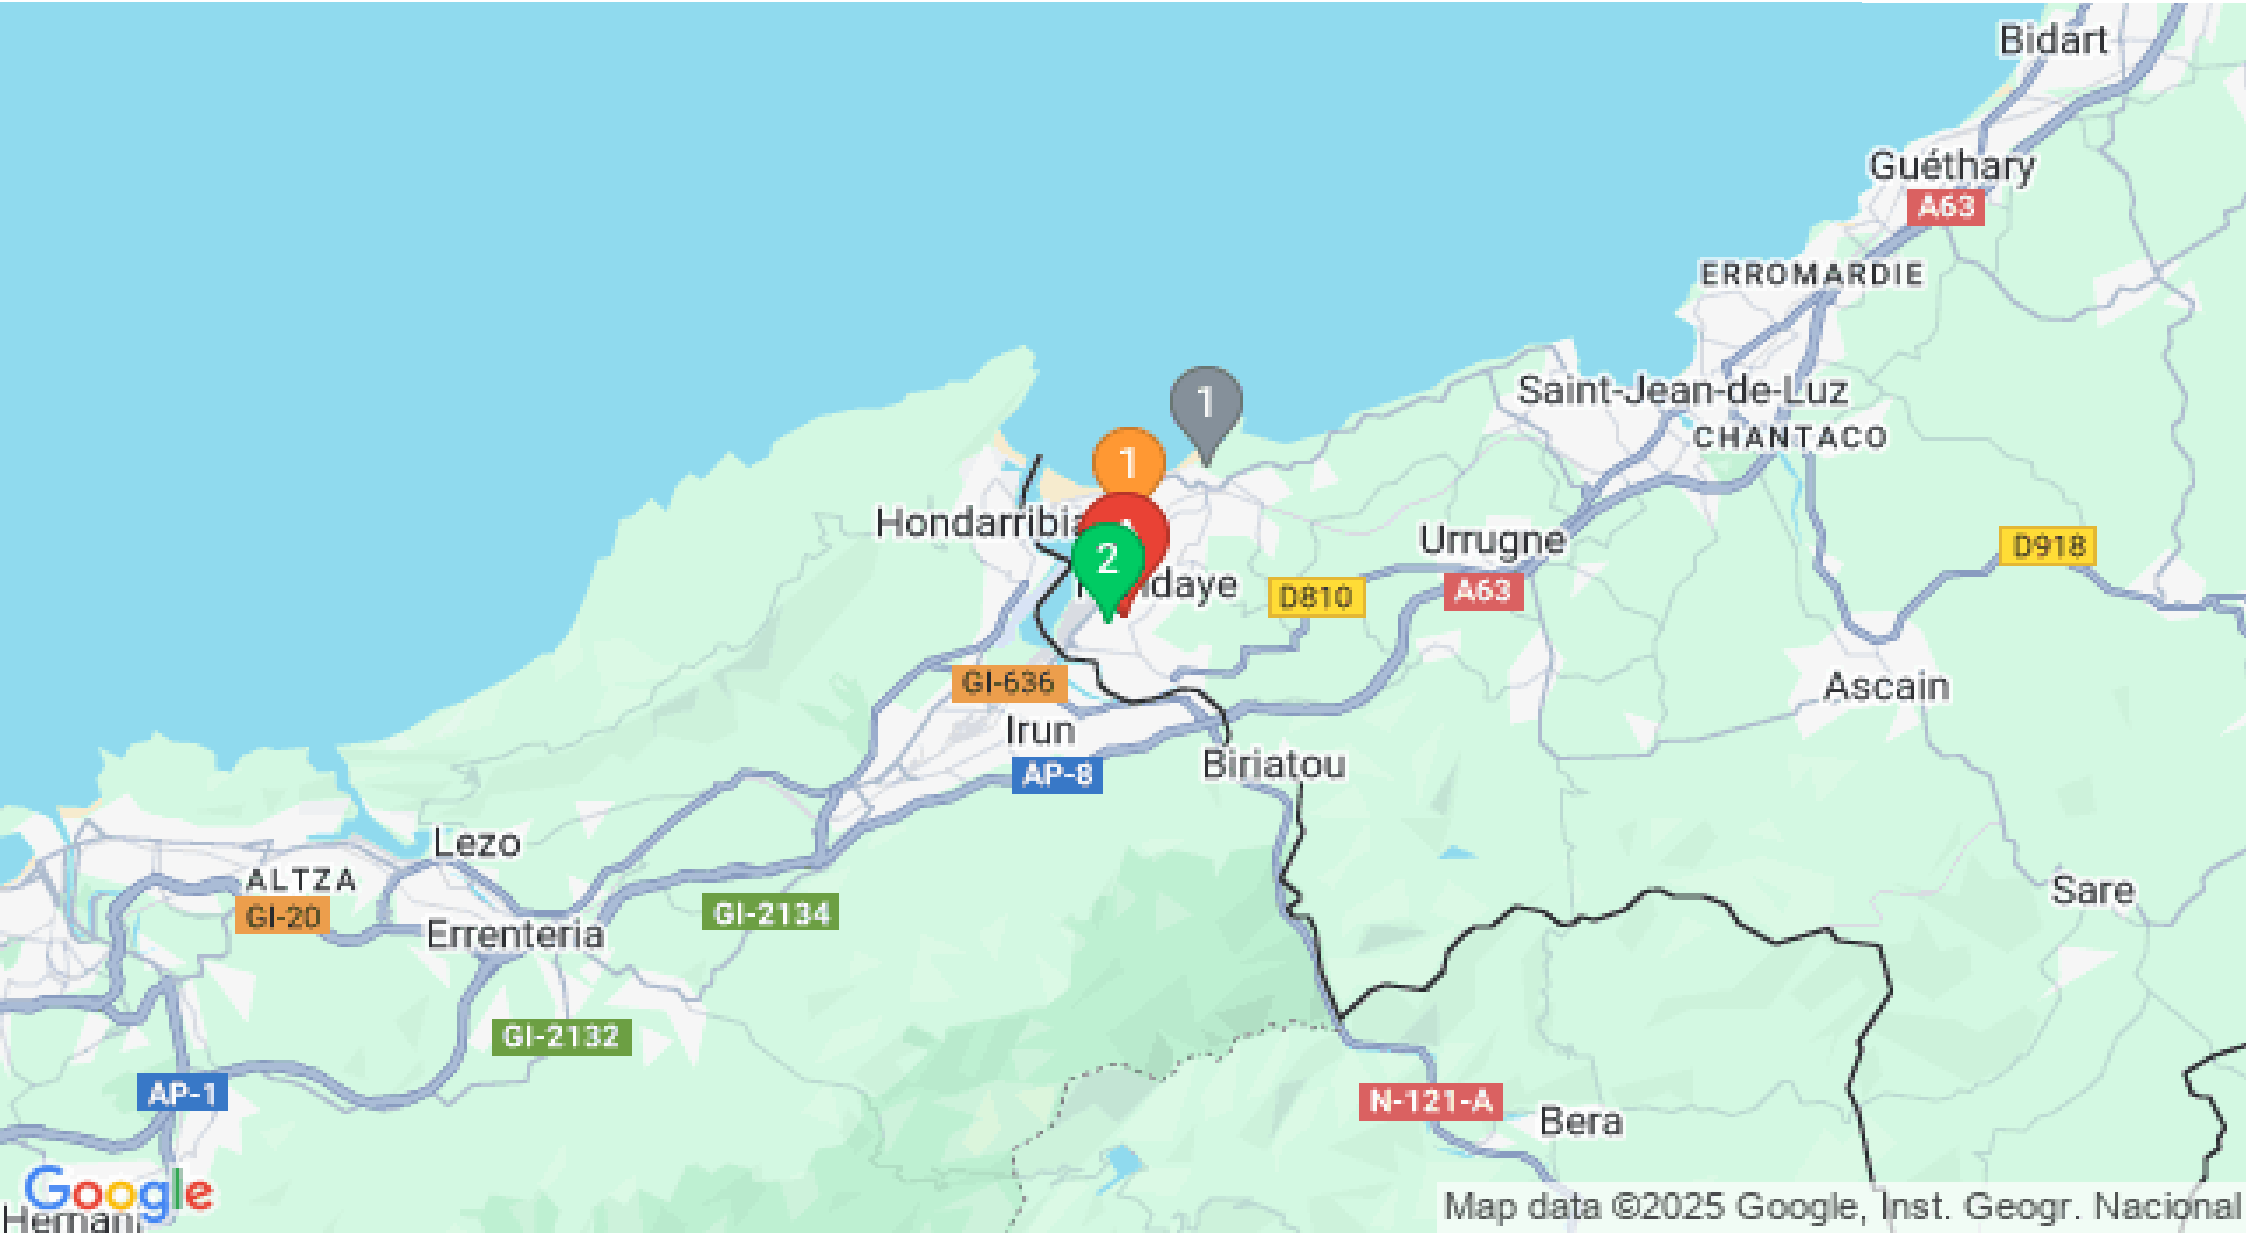 Bidart
Guéthary
A63
ERROMARDIE
Saint-Jean-de-Luz
CHANTACO
1
1
Hondarribia
2
Urrugne
D918
D810
A63
GI-636
Irun
Ascain
Biriatou
AP-8
Lezo
ALTZA
GI-20
GI-2134
Sare
Errenteria
GI-2132
AP-1
N-121-A
Bera
Google
Hernani
Map data ©2025 Google, Inst. Geogr. Nacional